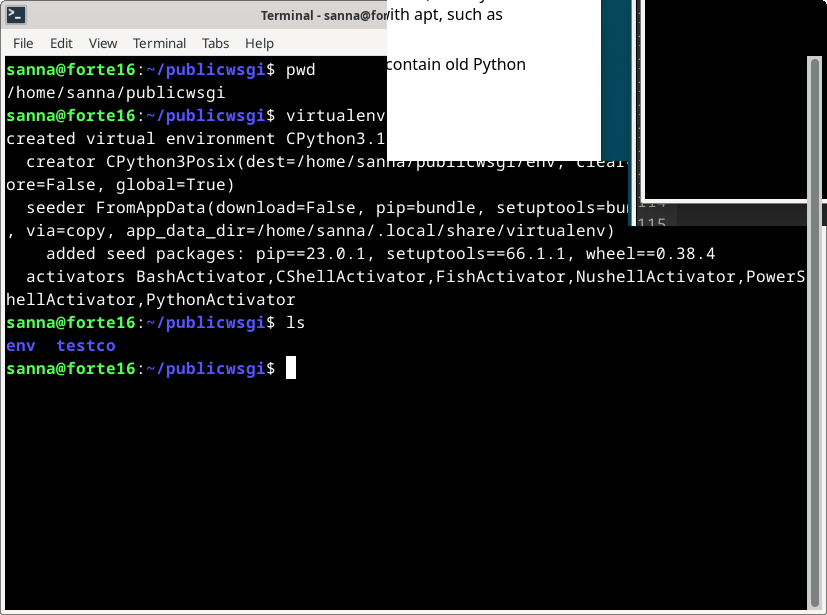 Terminal - sanna@for
ith apt, such as
File Edit View Terminal Tabs Help
contain old Python
sanna@forte16:~/publicwsgi$ pwd
/home/sanna/publicwsgi
sanna@forte16:~/publicwsgi$ virtualenv
created virtual environment CPython3.1
creator CPython3Posix(dest=/home/sanna/publicwsgi/env, clear
ore=False, global=True)
seeder FromAppData(download=False, pip=bundle, setuptools=bun
114
115
, via=copy, app_data_dir=/home/sanna/.local/share/virtualenv)
added seed packages: pip==23.0.1, setuptools==66.1.1, wheel==0.38.4
activators BashActivator,CShellActivator,FishActivator,NushellActivator,PowerS
hellActivator,PythonActivator
sanna@forte16:~/publicwsgi$ ls
env testco
sanna@forte16:~/publicwsgi$